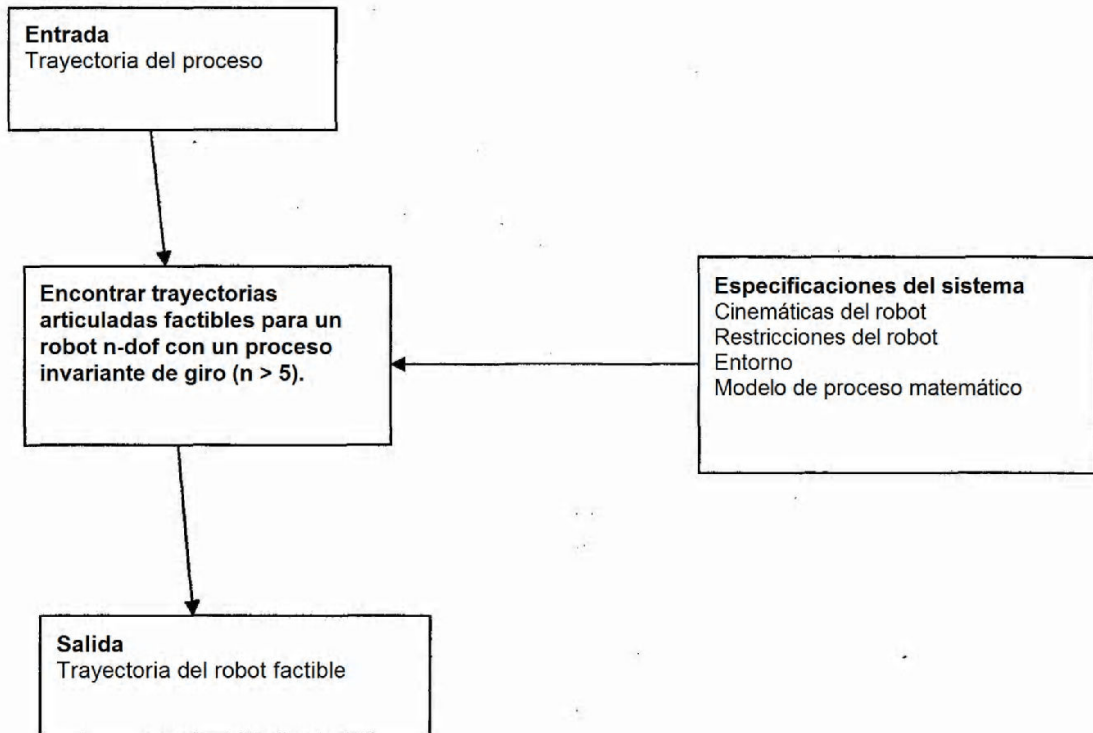 Entrada
Trayectoria del proceso
Encontrar trayectorias
articuladas factibles para un
robot n-dof con un proceso
invariante de giro (n > 5).
Especificaciones del sistema
Cinemáticas del robot
Restricciones del robot
Entorno
Modelo de proceso matemático
Salida
Trayectoria del robot factible